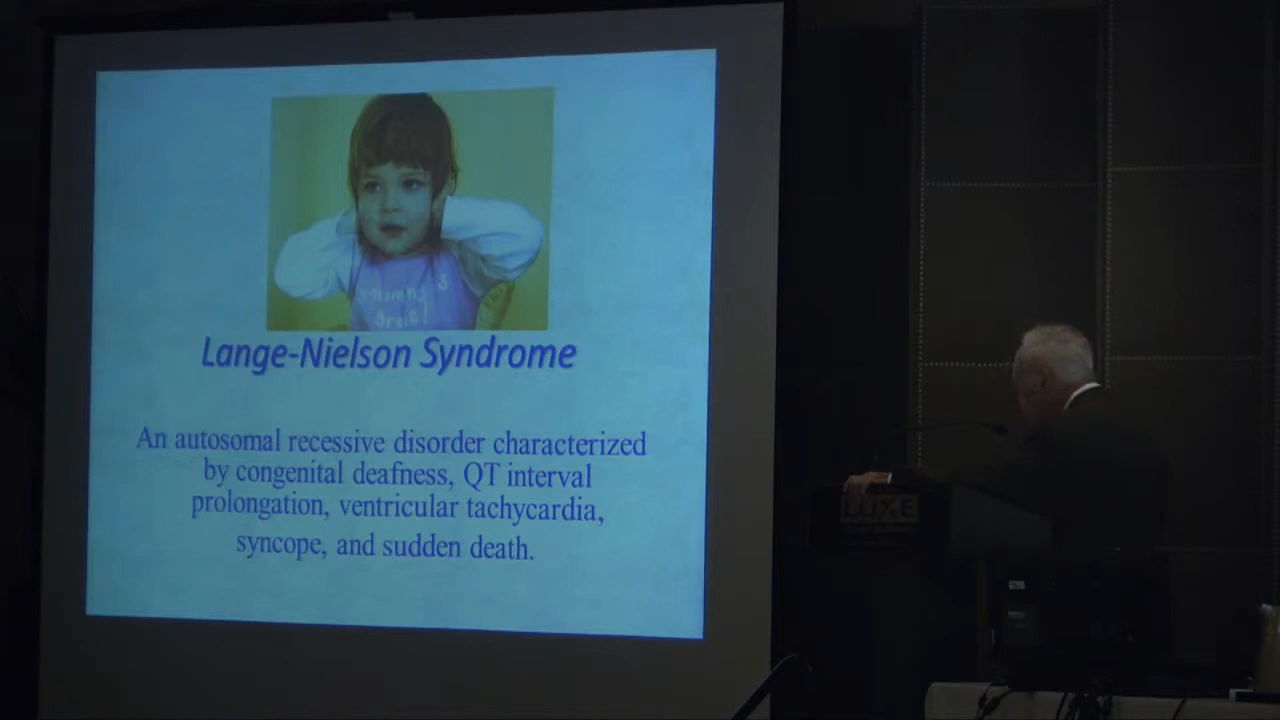 Lange-Nielson Syndrome
An autosomal recessive disorder characterized
by congenital deafness, QT interval
prolongation, ventricular tachycardia,
syncope, and sudden death.
LUXE